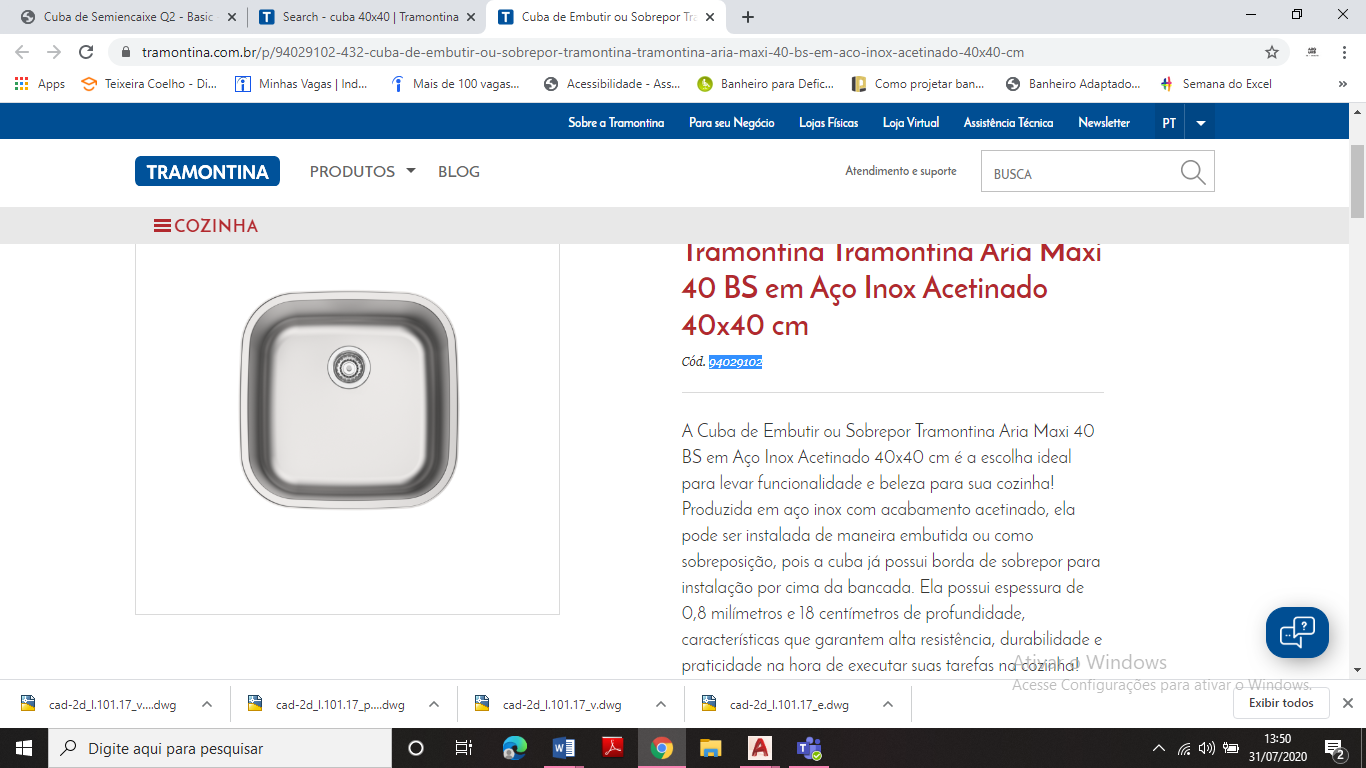 Cuba de Semiencaixe Q2 - Basic
Search - cuba 40x40 | Tramontina
Cuba de Embutir ou Sobrepor Tra
tramontina.com.br/p/94029102-432-cuba-de-embutir-ou-sobrepor-tramontina-tramontina-aria-maxi-40-bs-em-aco-inox-acetinado-40x40-cm
Apps
Teixeira Coelho - Di...
Minhas Vagas | Ind...
Mais de 100 vagas...
Acessibilidade - Ass...
Banheiro para Defic...
Como projetar ban...
Banheiro Adaptado...
Semana do Excel
»
Sobre a Tramontina
Para seu Negócio
Lojas Físicas
Loja Virtual
Assistência Técnica
Newsletter
PT
TRAMONTINA
PRODUTOS
BLOG
Atendimento e suporte
BUSCA
COZINHA
Tramontina Tramontina Aria Maxi
40 BS em Aço Inox Acetinado
40x40 cm
Cód. 94029102
A Cuba de Embutir ou Sobrepor Tramontina Aria Maxi 40
BS em Aço Inox Acetinado 40x40 cm é a escolha ideal
para levar funcionalidade e beleza para sua cozinha!
Produzida em aço inox com acabamento acetinado, ela
pode ser instalada de maneira embutida ou como
sobreposição, pois a cuba já possui borda de sobrepor para
instalação por cima da bancada. Ela possui espessura de
0,8 milímetros e 18 centímetros de profundidade,
características que garantem alta resistência, durabilidade e
praticidade na hora de executar suas tarefas na cozinha!
Ativar o Windows
Acesse Configurações para ativar o Windows.
cad-2d_l.101.17_v....dwg
cad-2d_l.101.17_p....dwg
cad-2d_l.101.17_v.dwg
cad-2d_l.101.17_e.dwg
Exibir todos
Digite aqui para pesquisar
13:50
31/07/2020
2